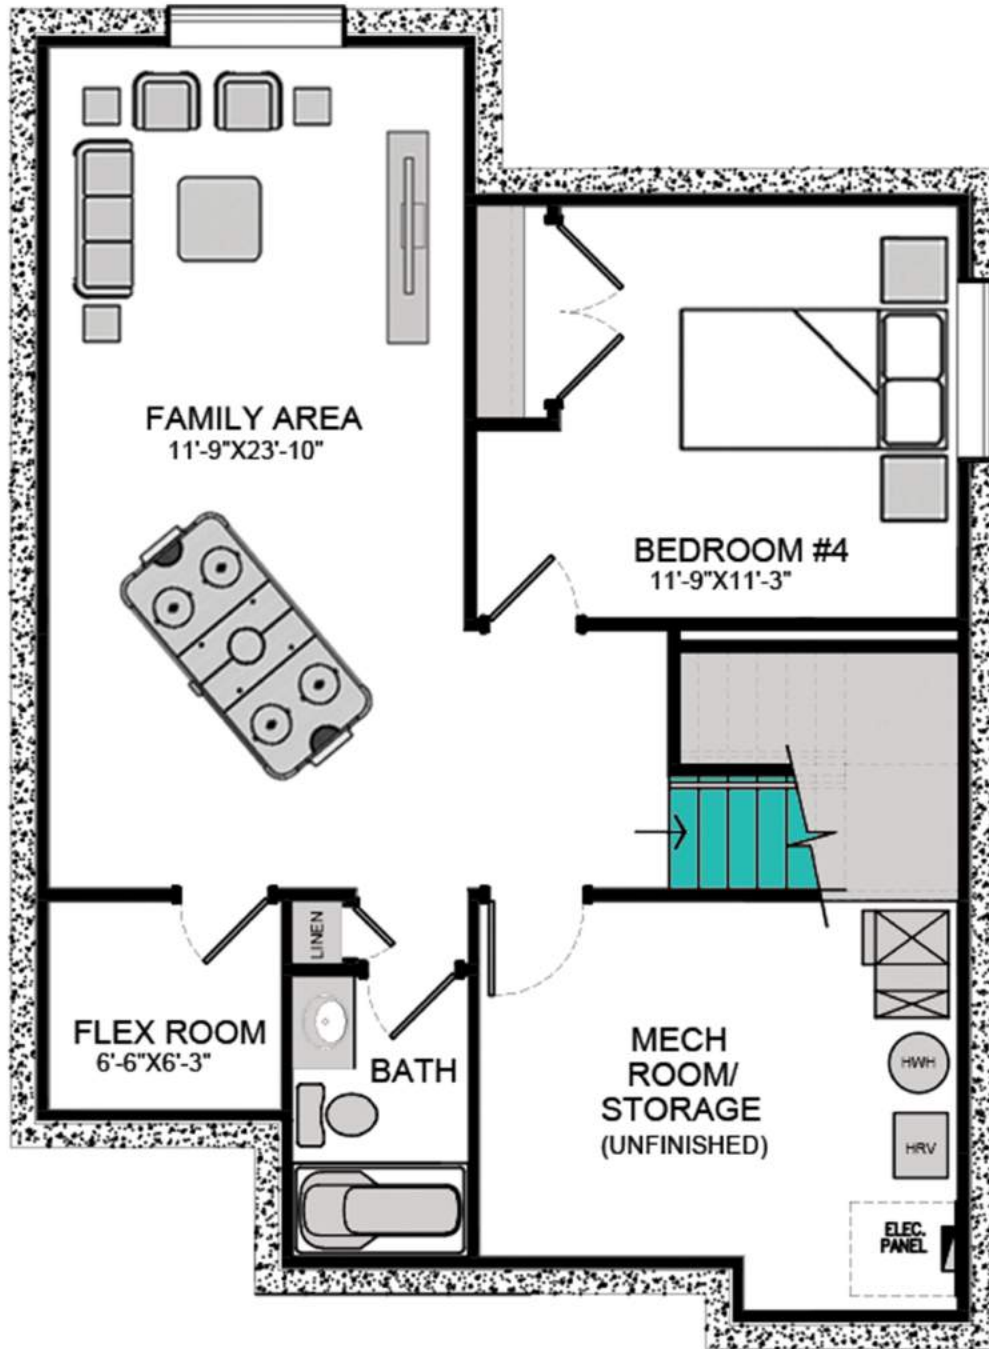 FAMILY AREA
11'-9"X23'-10"
BEDROOM #4
11'-9"X11'-3"
LINEN
FLEX ROOM
6'-6"X6'-3"
BATH
MECH
ROOM/
STORAGE
(UNFINISHED)
HWH
HRV
ELEC.
PANEL